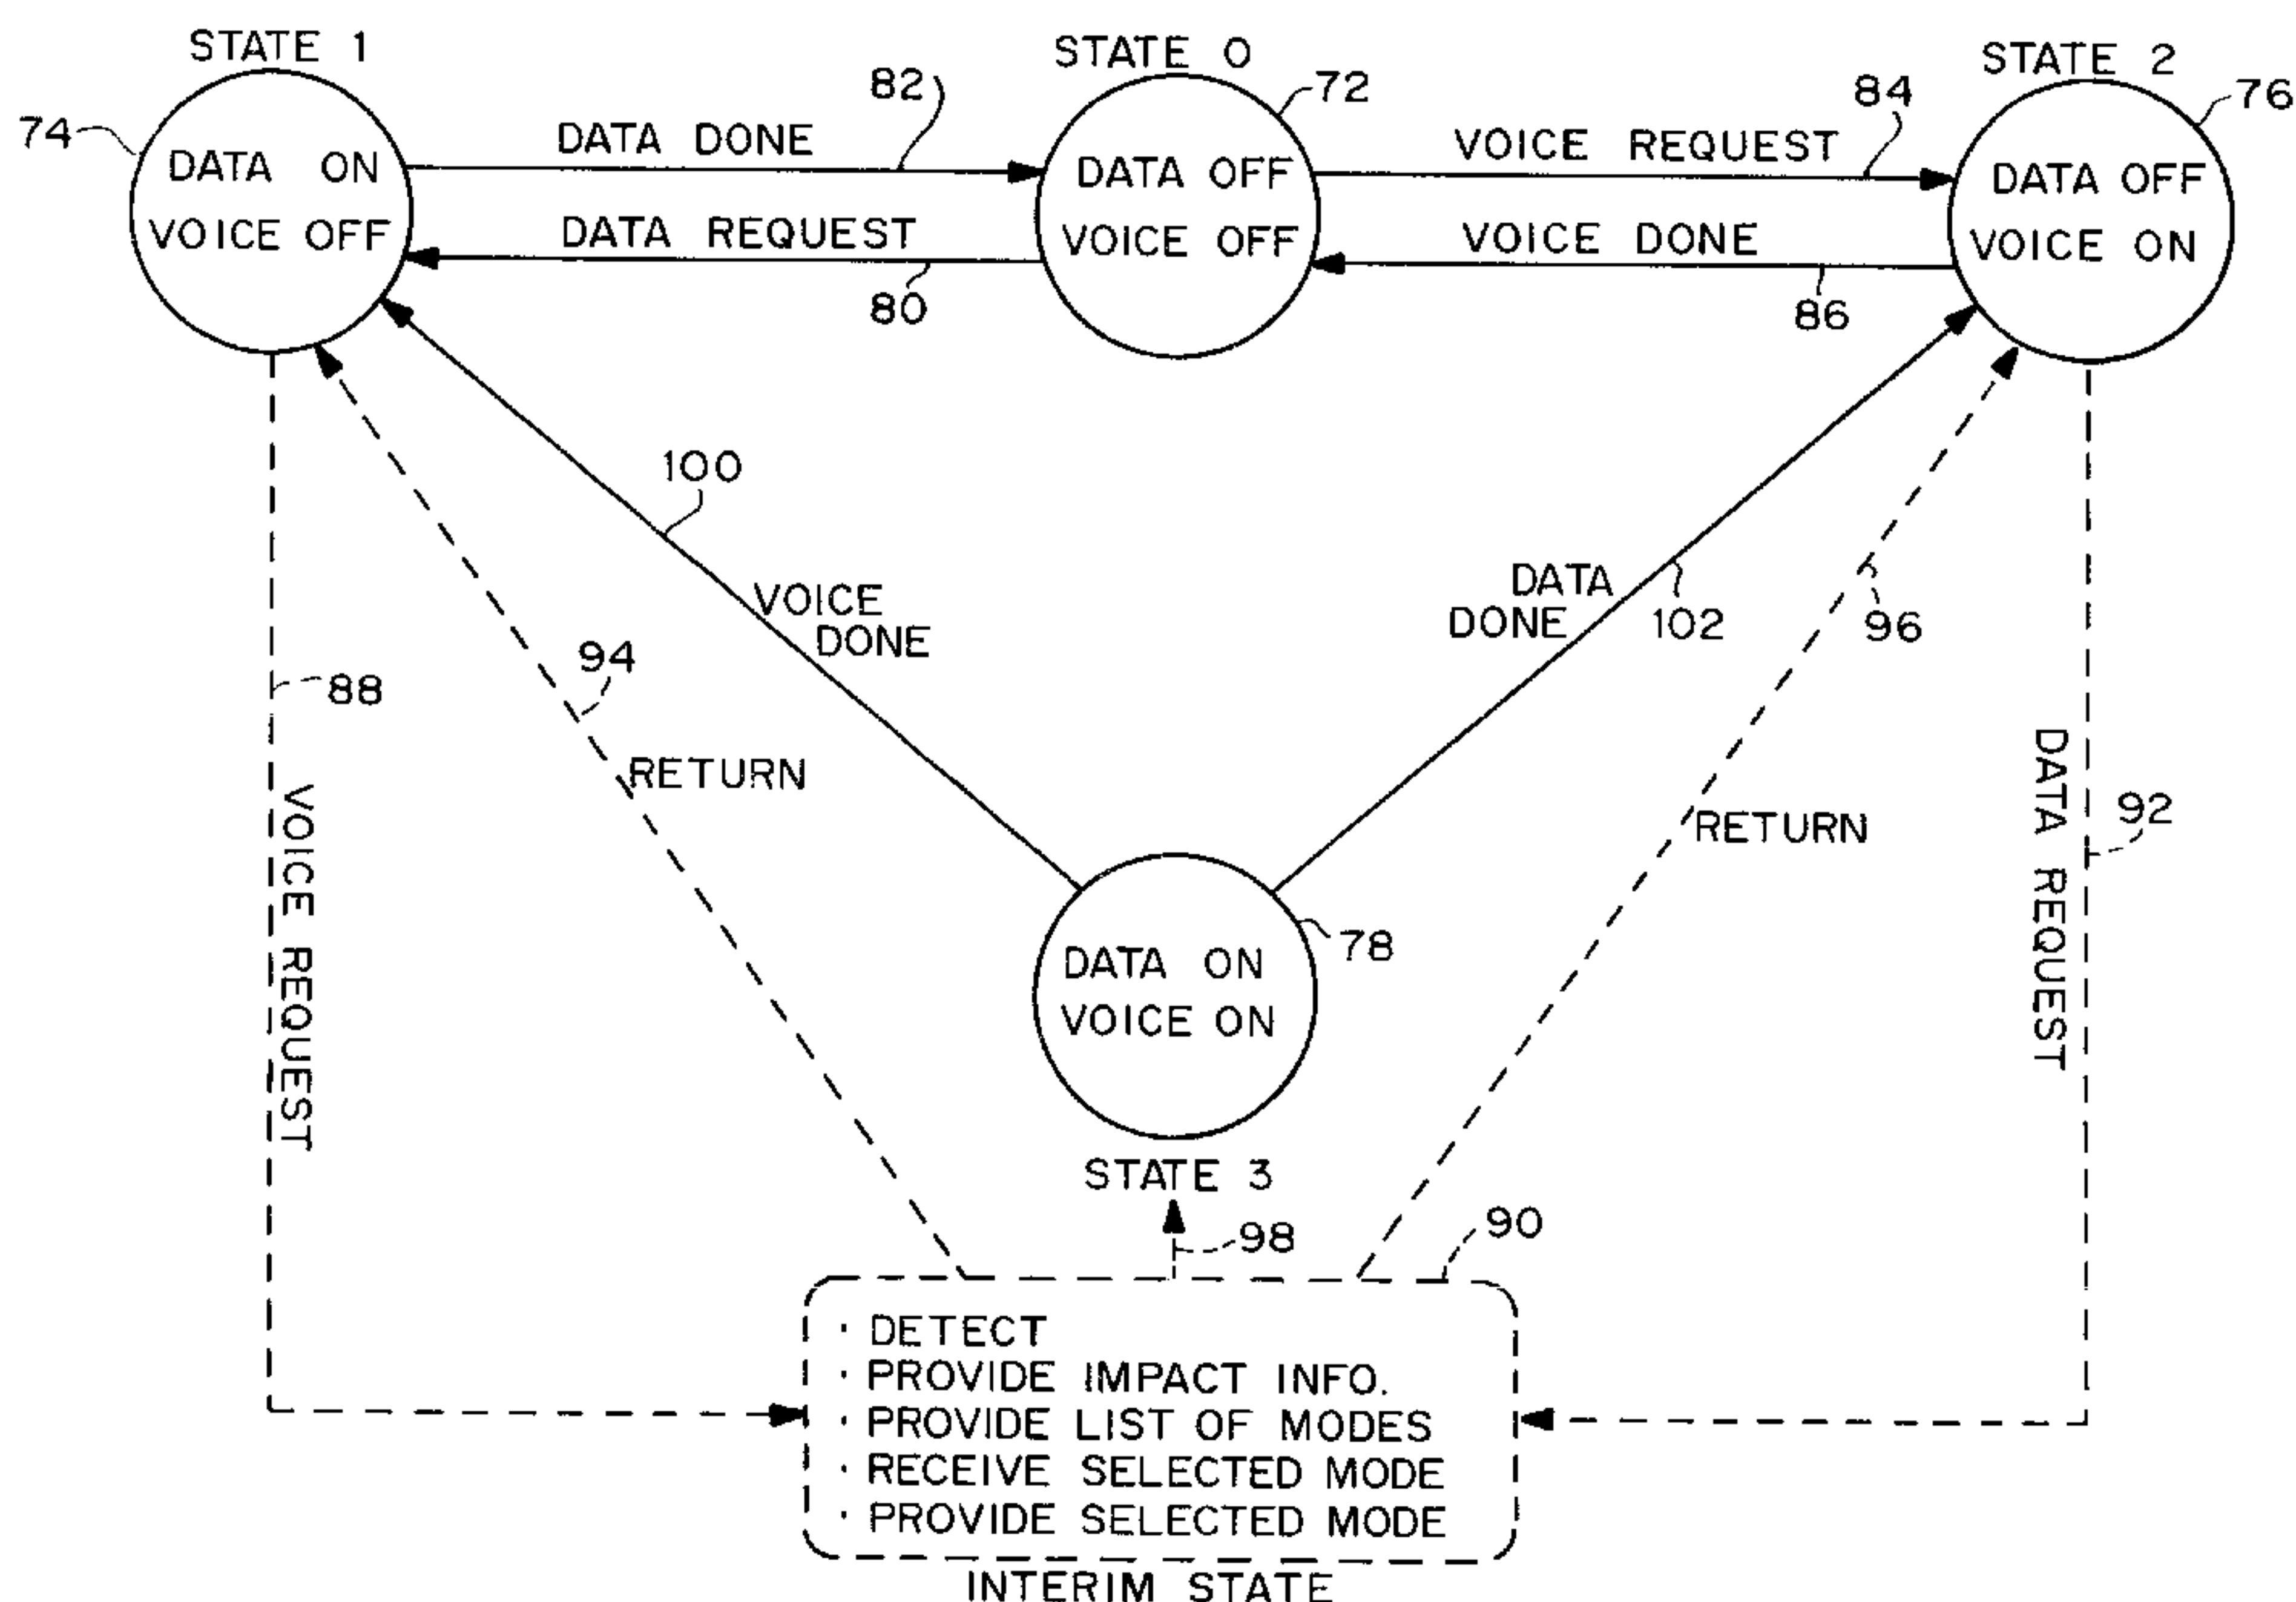 STATE 1
STATE 0
STATE 2
74
82
72
84
76
DATA ON
VOICE OFF
DATA DONE
DATA REQUEST
80
DATA OFF
VOICE OFF
VOICE REQUEST
VOICE DONE
86
DATA OFF
VOICE ON
100
VOICE
DONE
DATA
DONE
102
96
94
88
RETURN
RETURN
VOICE REQUEST
DATA REQUEST
92
78
DATA ON
VOICE ON
STATE 3
98
90
· DETECT
· PROVIDE IMPACT INFO.
· PROVIDE LIST OF MODES
· RECEIVE SELECTED MODE
· PROVIDE SELECTED MODE
INTERIM STATE